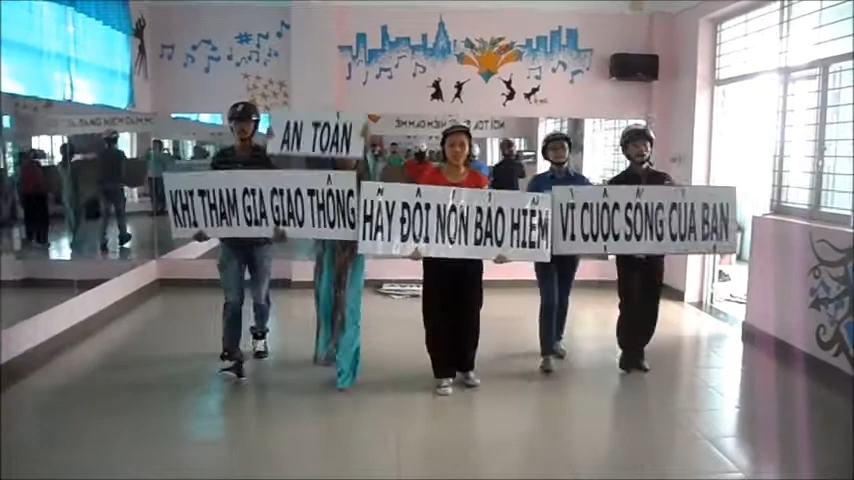 AN TOÀN
KHI THAM GIA GIAO THÔNG
HÃY ĐỘI NÓN BẢO HIỂM
VÌ CUỘC SỐNG CỦA BẠN